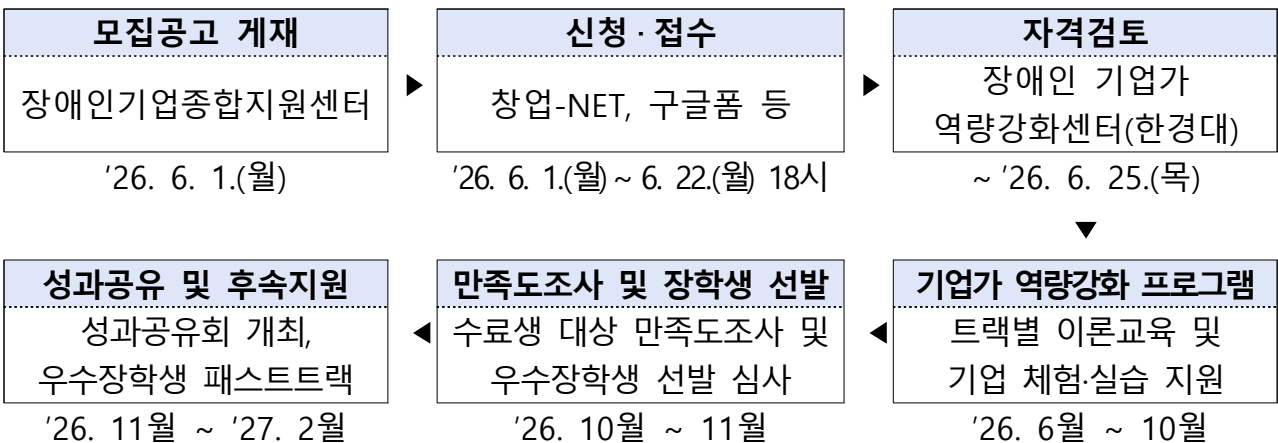 모집공고 게재
장애인기업종합지원센터
'26. 6. 1.(월)
▶
신청·접수
창업-NET, 구글폼 등
'26. 6. 1.(월) ~ 6. 22.(월) 18시
▶
자격검토
장애인 기업가
역량강화센터(한경대)
~ '26. 6. 25.(목)
▼
기업가 역량강화 프로그램
트랙별 이론교육 및
기업 체험·실습 지원
'26. 6월 ~ 10월
◀
만족도조사 및 장학생 선발
수료생 대상 만족도조사 및
우수장학생 선발 심사
'26. 10월 ~ 11월
◀
성과공유 및 후속지원
성과공유회 개최,
우수장학생 패스트트랙
'26. 11월 ~ '27. 2월